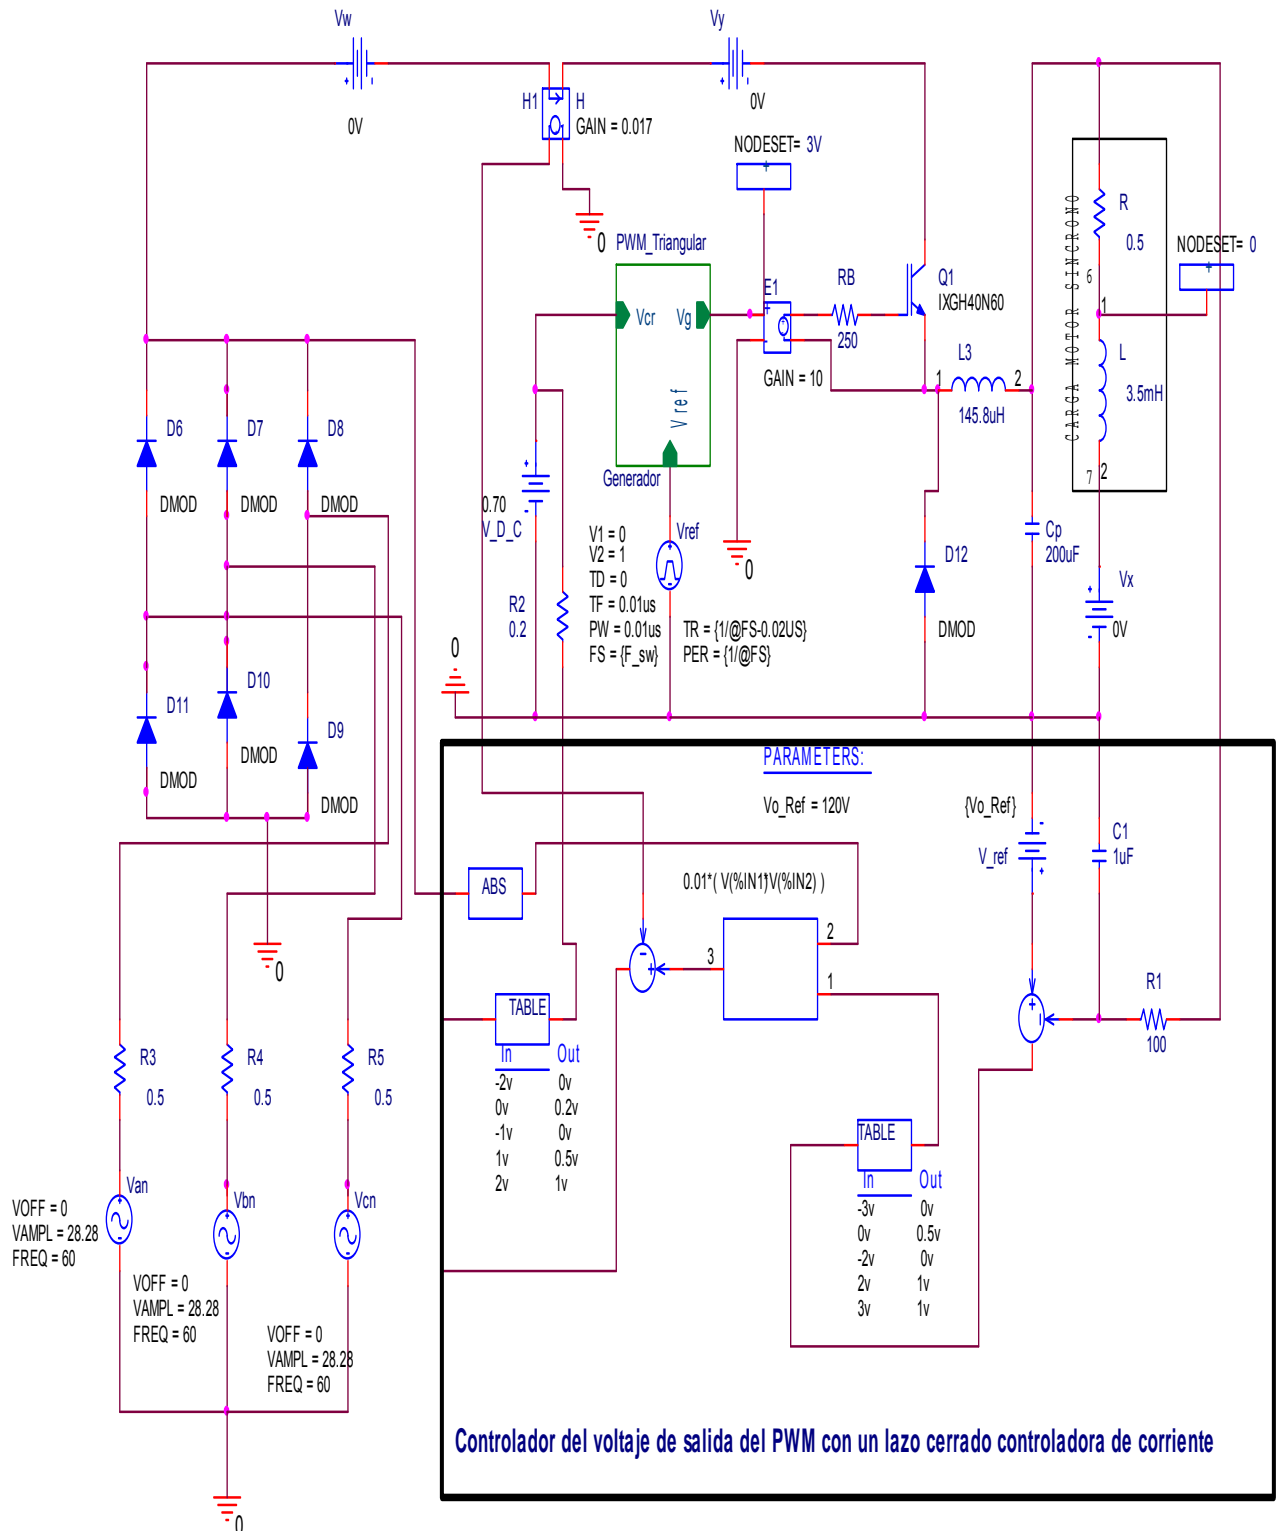 Vw
Vy
0V
H1
H
GAIN = 0.017
0V
NODESET= 3V
0
PWM_Triangular
Vcr
Vg
Vref
Generador
E1
GAIN = 10
RB
250
Q1
IXGH40N60
1
L3
2
145.8uH
CARGA MOTOR SINCRONO
R
0.5
6
NODESET= 0
1
L
3.5mH
7
2
D6
DMOD
D7
DMOD
D8
DMOD
0.70
V_D_C
R2
0.2
V1 = 0
V2 = 1
TD = 0
TF = 0.01us
PW = 0.01us
FS = {F_sw}
TR = {1/@FS-0.02US}
PER = {1/@FS}
Vref
0
D12
DMOD
Cp
200uF
Vx
0V
0
D11
DMOD
D10
DMOD
D9
DMOD
0
PARAMETERS:
Vo_Ref = 120V
{Vo_Ref}
V_ref
C1
1uF
ABS
0.01*( V(%IN1)*V(%IN2) )
2
3
1
R1
100
TABLE
In Out
-2v 0v
0v 0.2v
-1v 0v
1v 0.5v
2v 1v
TABLE
In Out
-3v 0v
0v 0.5v
-2v 0v
2v 1v
3v 1v
R3
0.5
R4
0.5
R5
0.5
Van
VOFF = 0
VAMPL = 28.28
FREQ = 60
Vbn
VOFF = 0
VAMPL = 28.28
FREQ = 60
Vcn
VOFF = 0
VAMPL = 28.28
FREQ = 60
0
Controlador del voltaje de salida del PWM con un lazo cerrado controladora de corriente